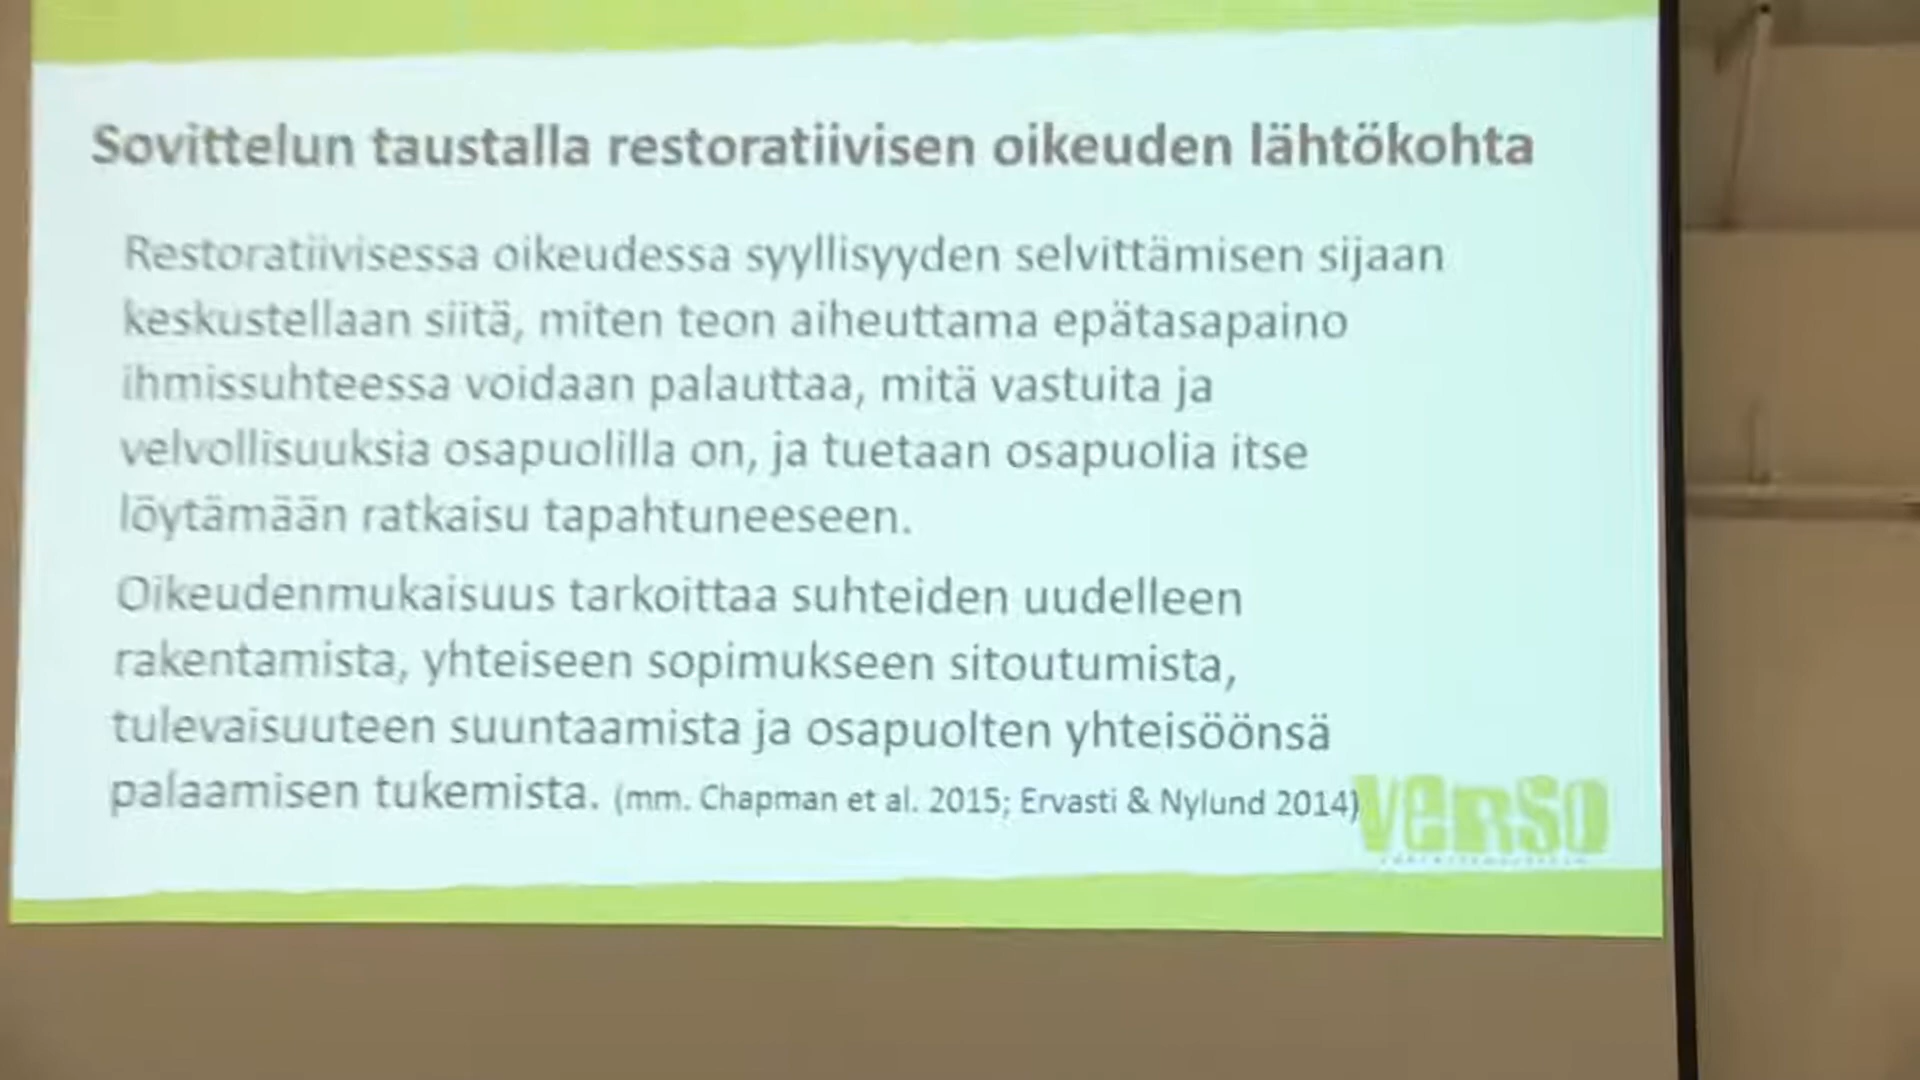 Sovittelun taustalla restoratiivisen oikeuden lähtökohta
Restoratiivisessa oikeudessa syyllisyyden selvittämisen sijaan
keskustellaan siitä, miten teon aiheuttama epätasapaino
ihmissuhteessa voidaan palauttaa, mitä vastuita ja
velvollisuuksia osapuolilla on, ja tuetaan osapuolia itse
löytämään ratkaisu tapahtuneeseen.
Oikeudenmukaisuus tarkoittaa suhteiden uudelleen
rakentamista, yhteiseen sopimukseen sitoutumista,
tulevaisuuteen suuntaamista ja osapuolten yhteisöönsä
palaamisen tukemista. (mm. Chapman et al. 2015; Ervasti & Nylund 2014)
verso